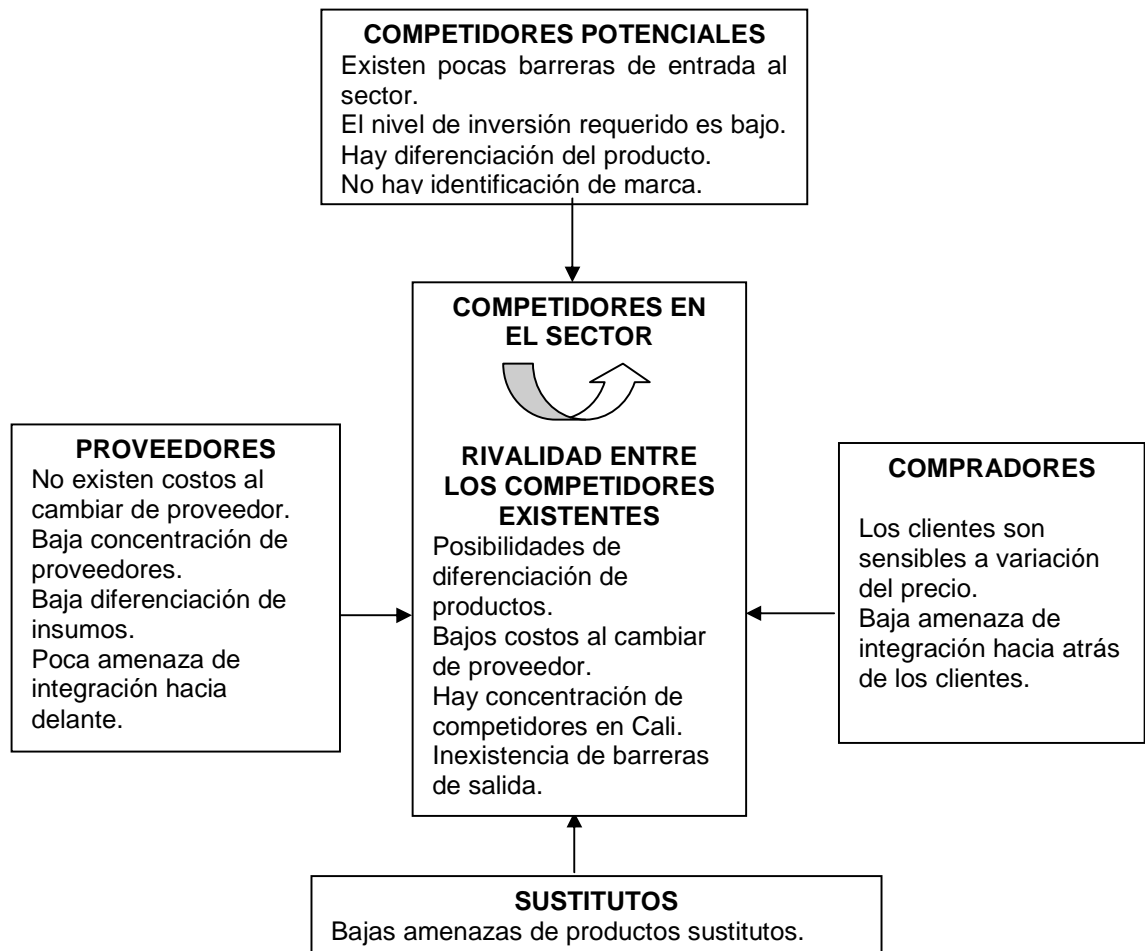 COMPETIDORES POTENCIALES
Existen pocas barreras de entrada al
sector.
El nivel de inversión requerido es bajo.
Hay diferenciación del producto.
No hay identificación de marca.
COMPETIDORES EN
EL SECTOR
RIVALIDAD ENTRE
LOS COMPETIDORES
EXISTENTES
Posibilidades de
diferenciación de
productos.
Bajos costos al cambiar
de proveedor.
Hay concentración de
competidores en Cali.
Inexistencia de barreras
de salida.
PROVEEDORES
No existen costos al
cambiar de proveedor.
Baja concentración de
proveedores.
Baja diferenciación de
insumos.
Poca amenaza de
integración hacia
delante.
COMPRADORES
Los clientes son
sensibles a variación
del precio.
Baja amenaza de
integración hacia atrás
de los clientes.
SUSTITUTOS
Bajas amenazas de productos sustitutos.